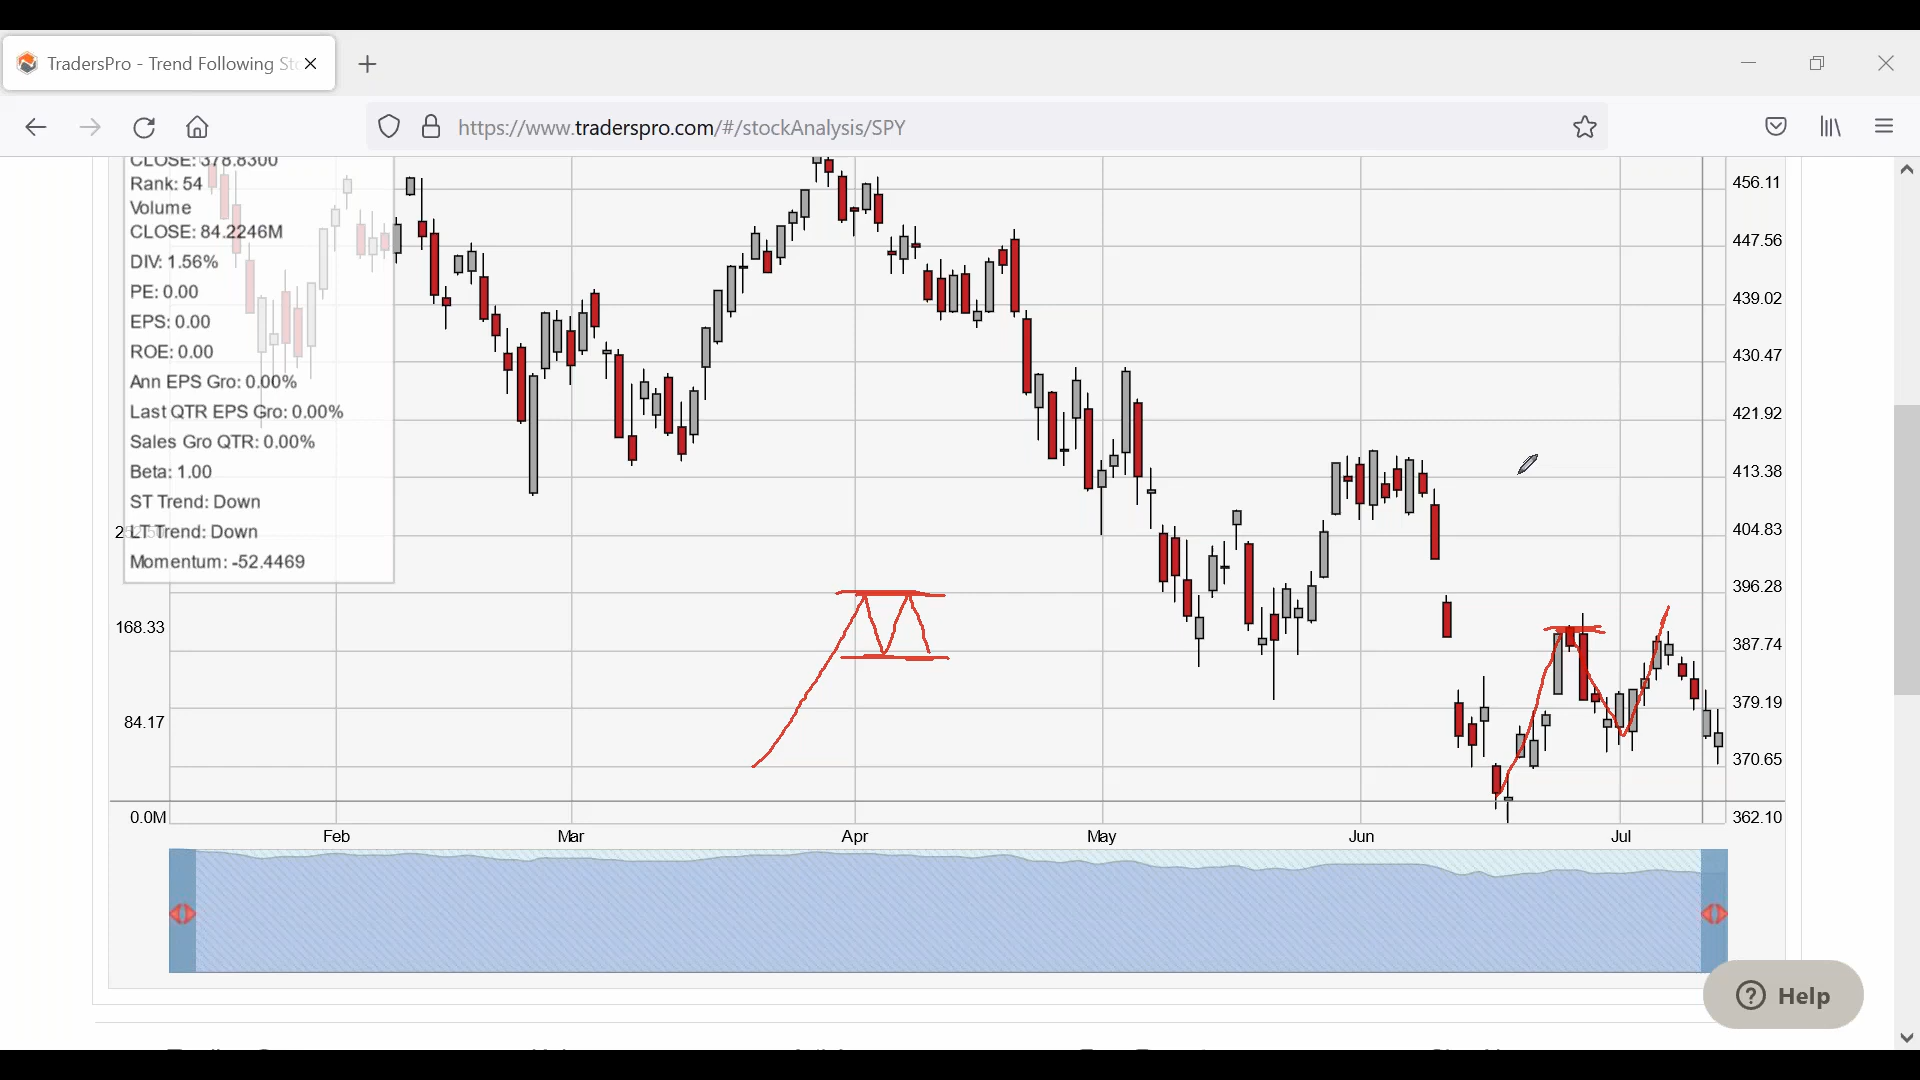 TradersPro - Trend Following St
https://www.traderspro.com/#/stockAnalysis/SPY
CLOSE: 378.8300
Rank: 54
Volume
CLOSE: 84.2246M
DIV: 1.56%
PE: 0.00
EPS: 0.00
ROE: 0.00
Ann EPS Gro: 0.00%
Last QTR EPS Gro: 0.00%
Sales Gro QTR: 0.00%
Beta: 1.00
ST Trend: Down
LT Trend: Down
Momentum: -52.4469
168.33
84.17
0.0M
456.11
447.56
439.02
430.47
421.92
413.38
404.83
396.28
387.74
379.19
370.65
362.10
Feb Mar Apr May Jun Jul
Help